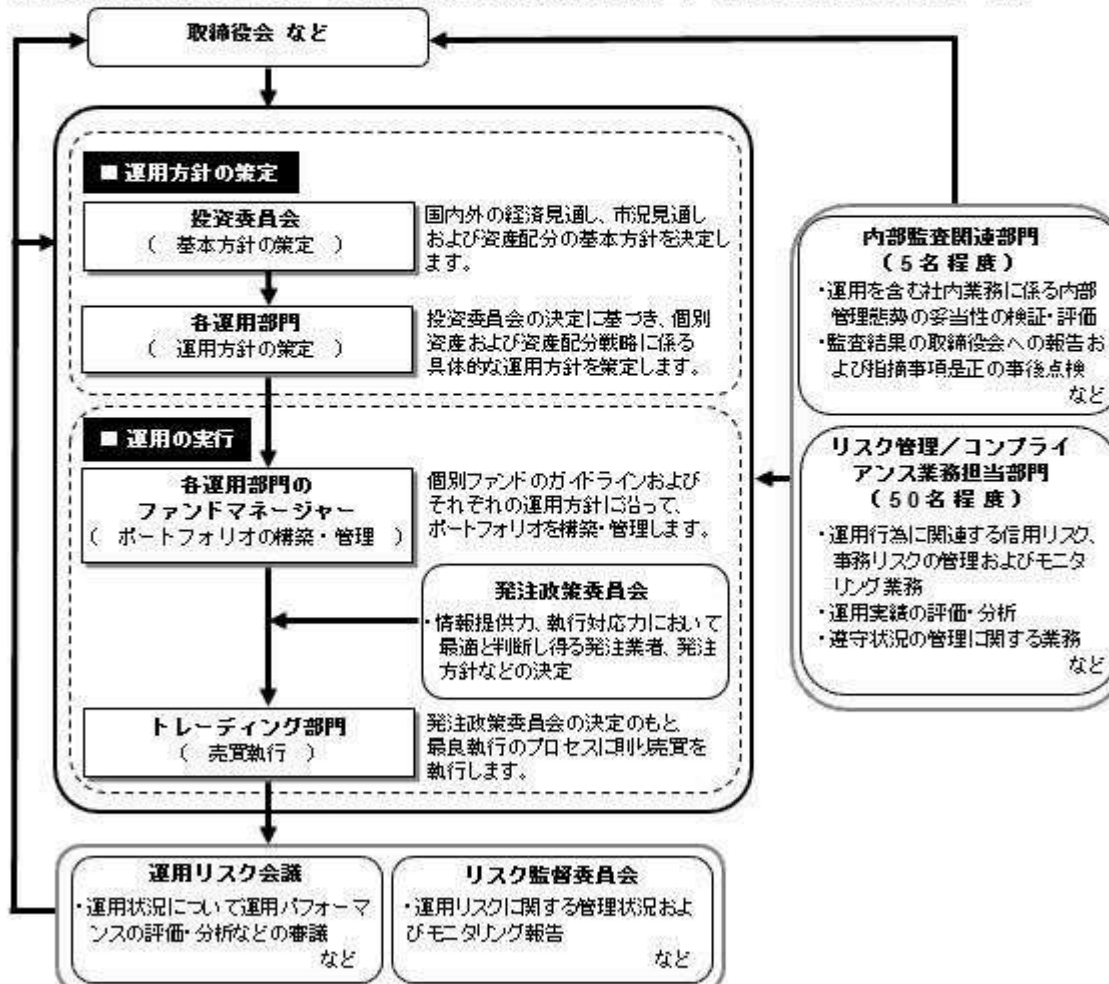 取締役会 など
■ 運用方針の策定
投資委員会
( 基本方針の策定 )
国内外の経済見通し、市況見通し
および資産配分の基本方針を決定し
ます。
各運用部門
( 運用方針の策定 )
投資委員会の決定に基づき、個別
資産および資産配分戦略に係る
具体的な運用方針を策定します。
■ 運用の実行
各運用部門の
ファンドマネージャー
( ポートフォリオの構築・管理 )
個別ファンドのガイドラインおよび
それぞれの運用方針に沿って、
ポートフォリオを構築・管理します。
発注政策委員会
・情報提供力、執行対応力において
最適と判断し得る発注業者、発注
方針などの決定
トレーディング部門
( 売買執行 )
発注政策委員会の決定のもと、
最良執行のプロセスに則り売買を
執行します。
内部監査関連部門
(5名程度)
・運用を含む社内業務に係る内部
管理態勢の妥当性の検証・評価
・監査結果の取締役会への報告お
よび指摘事項是正の事後点検
など
リスク管理/コンプライ
アンス業務担当部門
(50名程度)
・運用行為に関連する信用リスク、
事務リスクの管理およびモニタ
リング業務
・運用実績の評価・分析
・遵守状況の管理に関する業務
など
運用リスク会議
・運用状況について運用パフォーマ
ンスの評価・分析などの審議
など
リスク監督委員会
・運用リスクに関する管理状況およ
びモニタリング報告
など